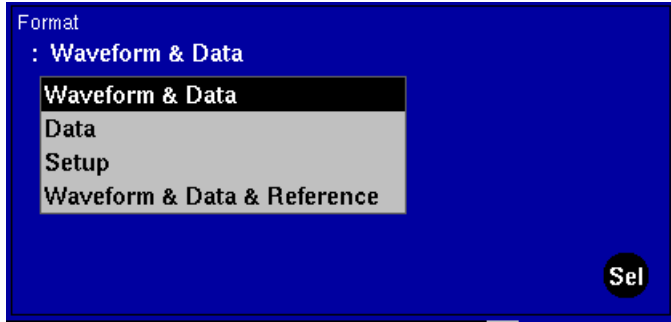 Format
: Waveform & Data
Waveform & Data
Data
Setup
Waveform & Data & Reference
Sel